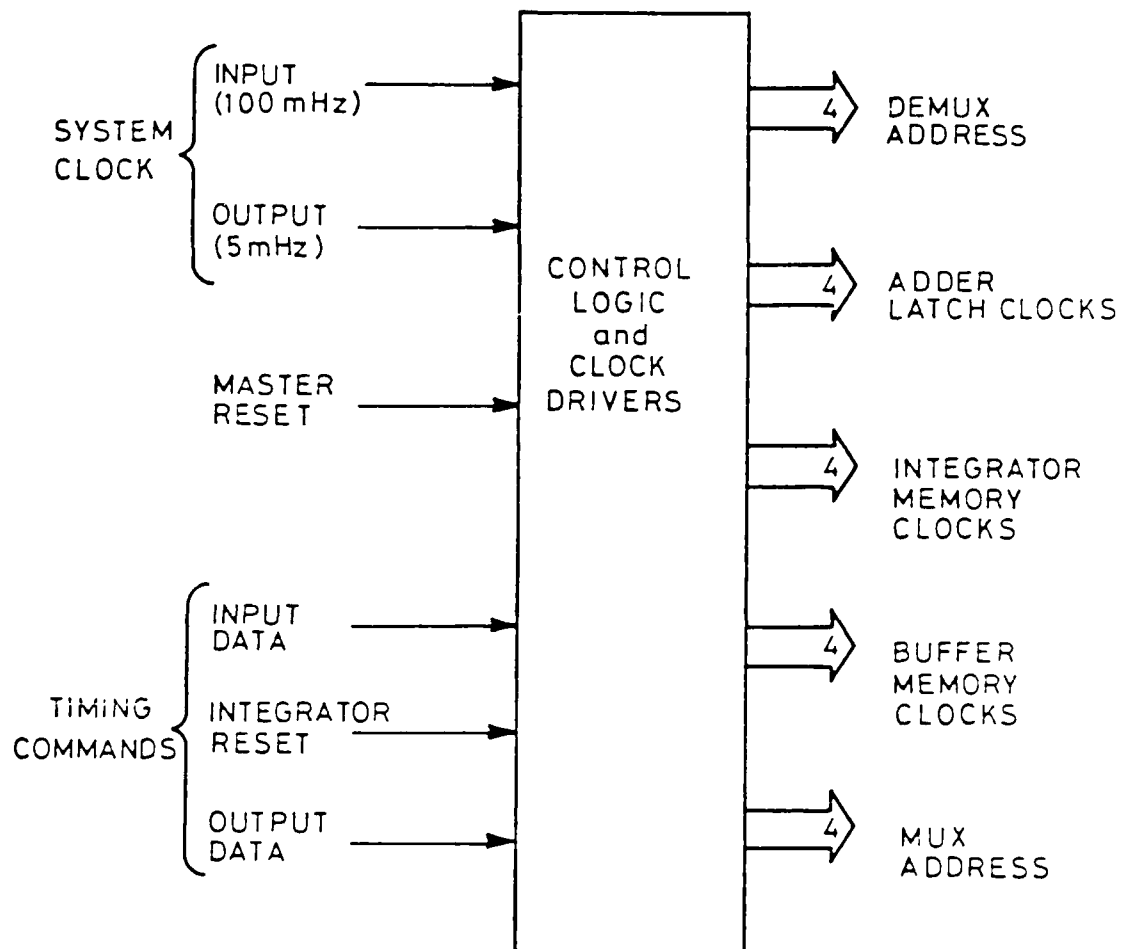 SYSTEM
CLOCK
INPUT
(100 mHz)
OUTPUT
(5 mHz)
MASTER
RESET
TIMING
COMMANDS
INPUT
DATA
INTEGRATOR
RESET
OUTPUT
DATA
CONTROL
LOGIC
and
CLOCK
DRIVERS
4
DEMUX
ADDRESS
4
ADDER
LATCH CLOCKS
4
INTEGRATOR
MEMORY
CLOCKS
4
BUFFER
MEMORY
CLOCKS
4
MUX
ADDRESS